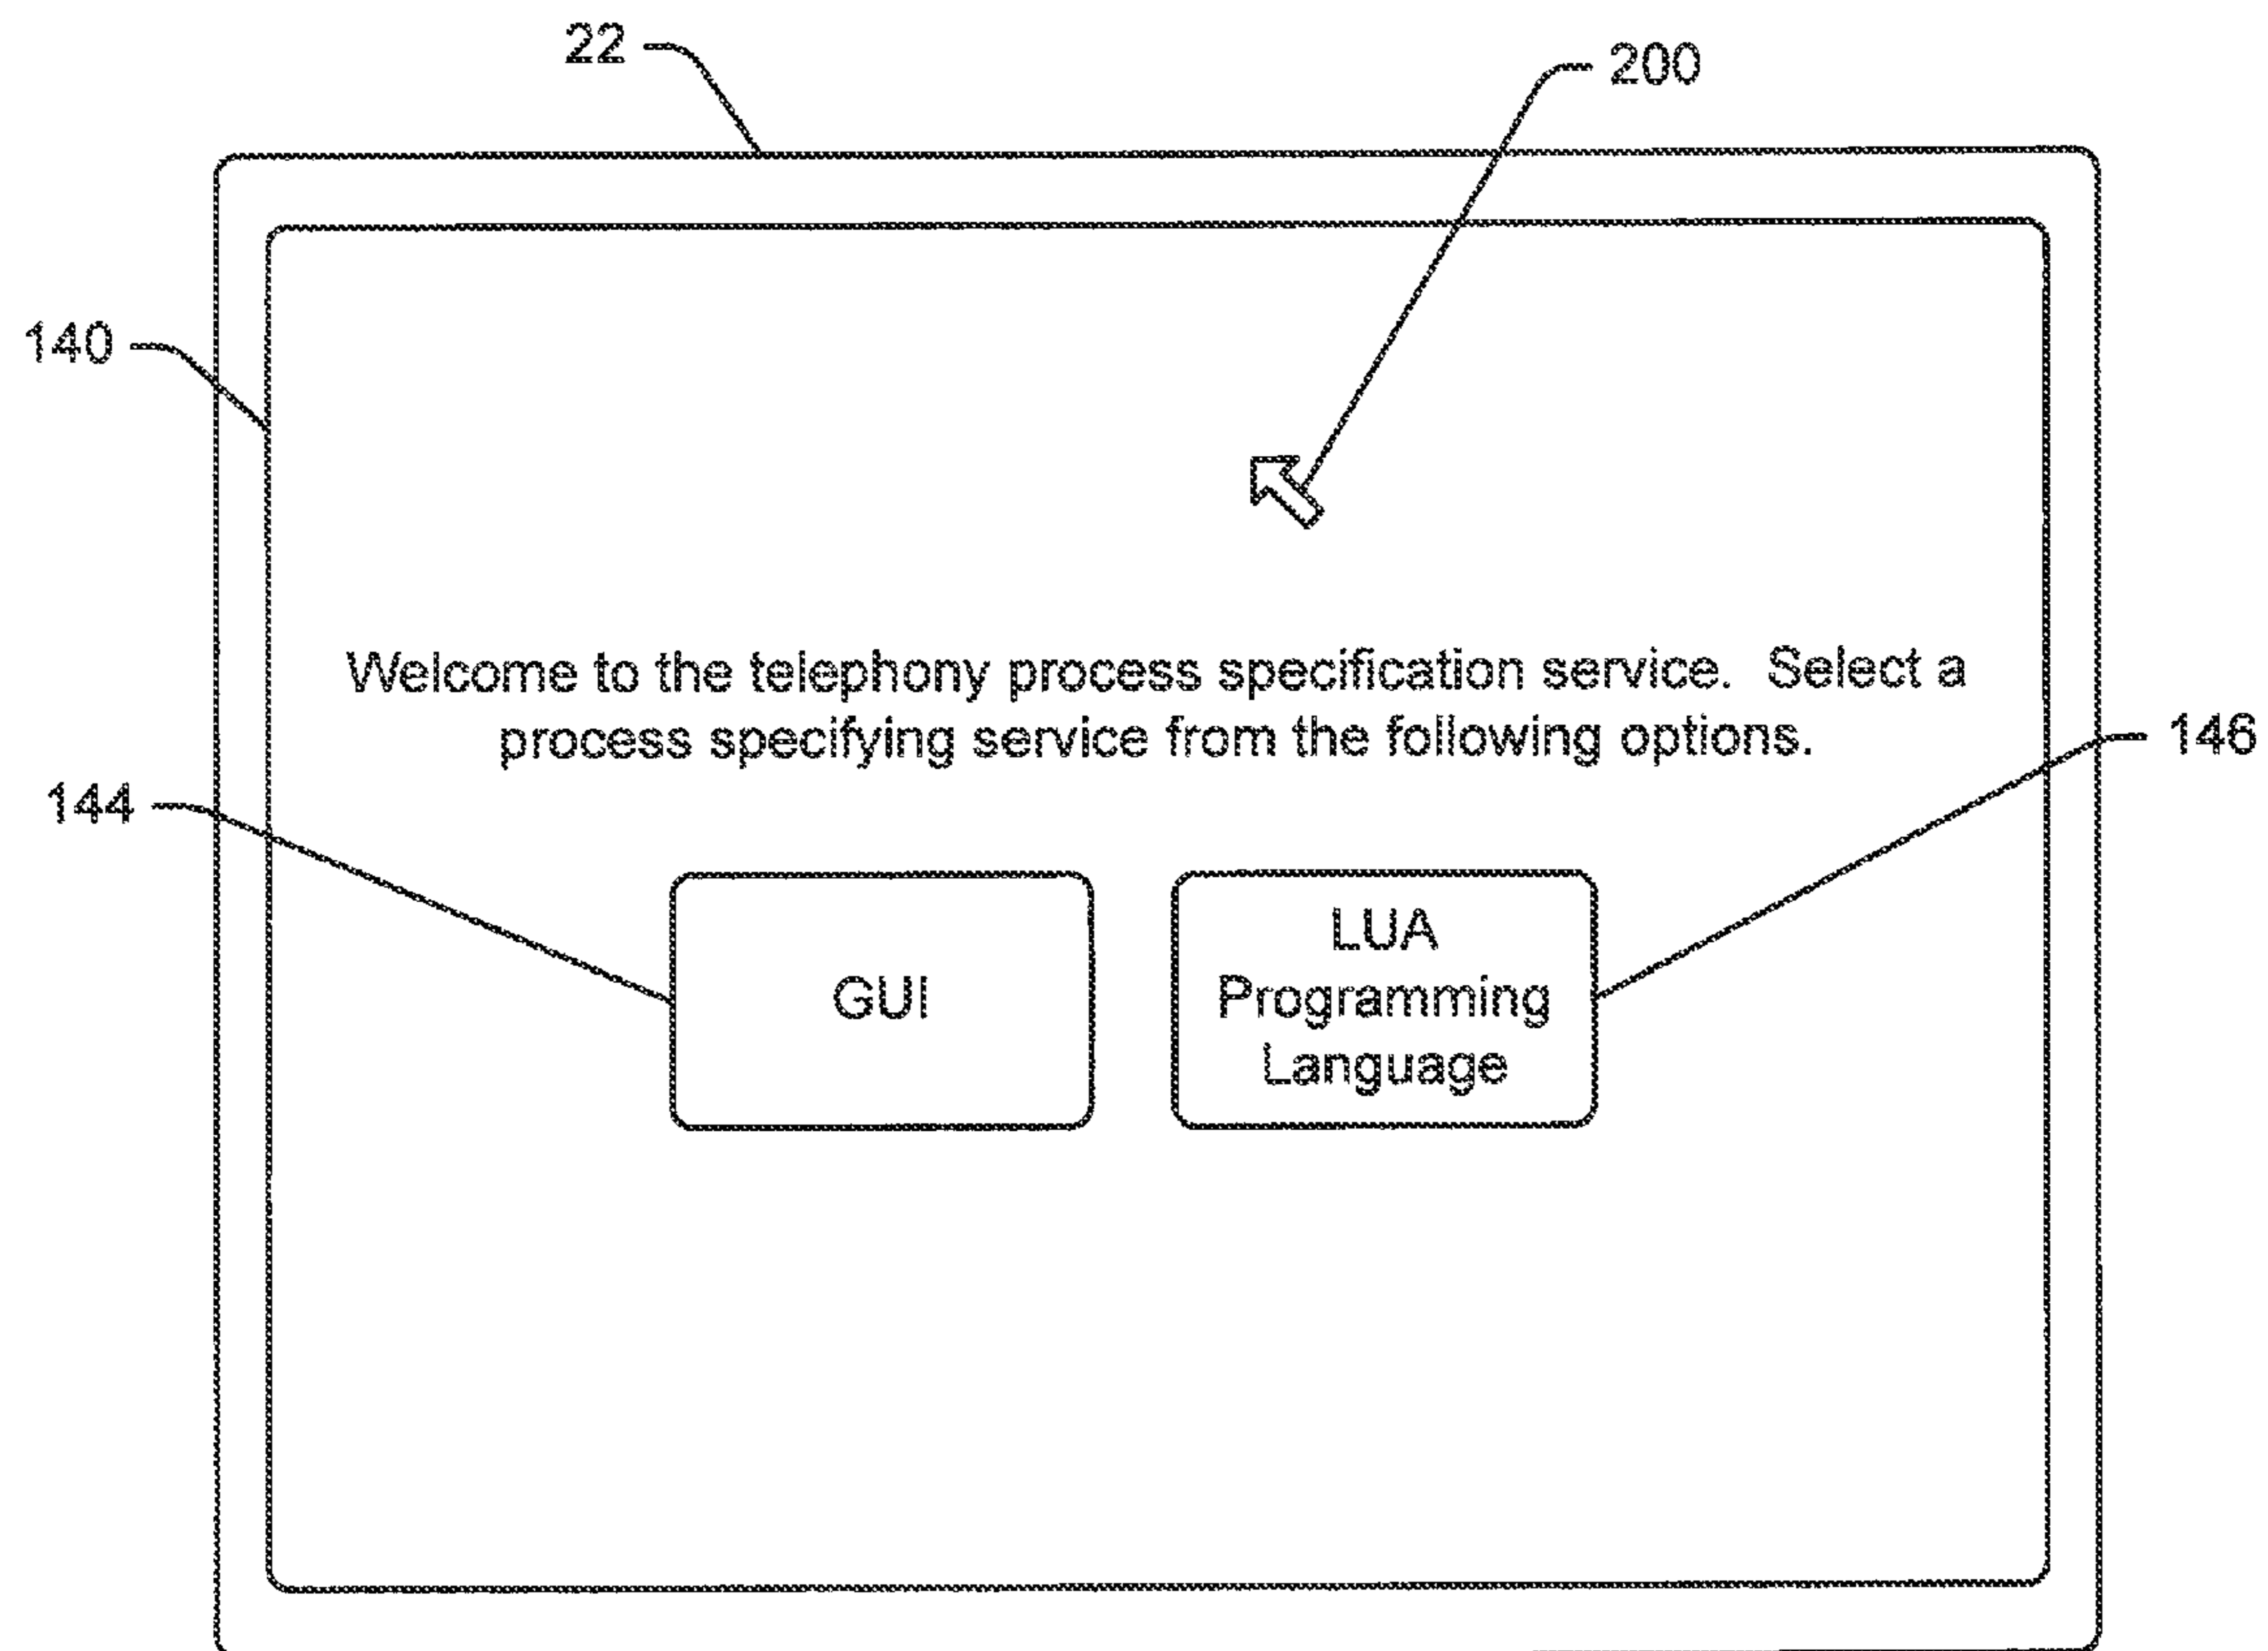 22
200
140
Welcome to the telephony process specification service. Select a
process specifying service from the following options.
146
144
GUI
LUA
Programming
Language